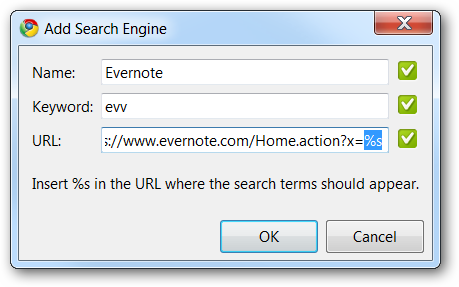 Add Search Engine
Name: Evernote
Keyword: evv
URL: s://www.evernote.com/Home.action?x=%s
Insert %s in the URL where the search terms should appear.
OK Cancel